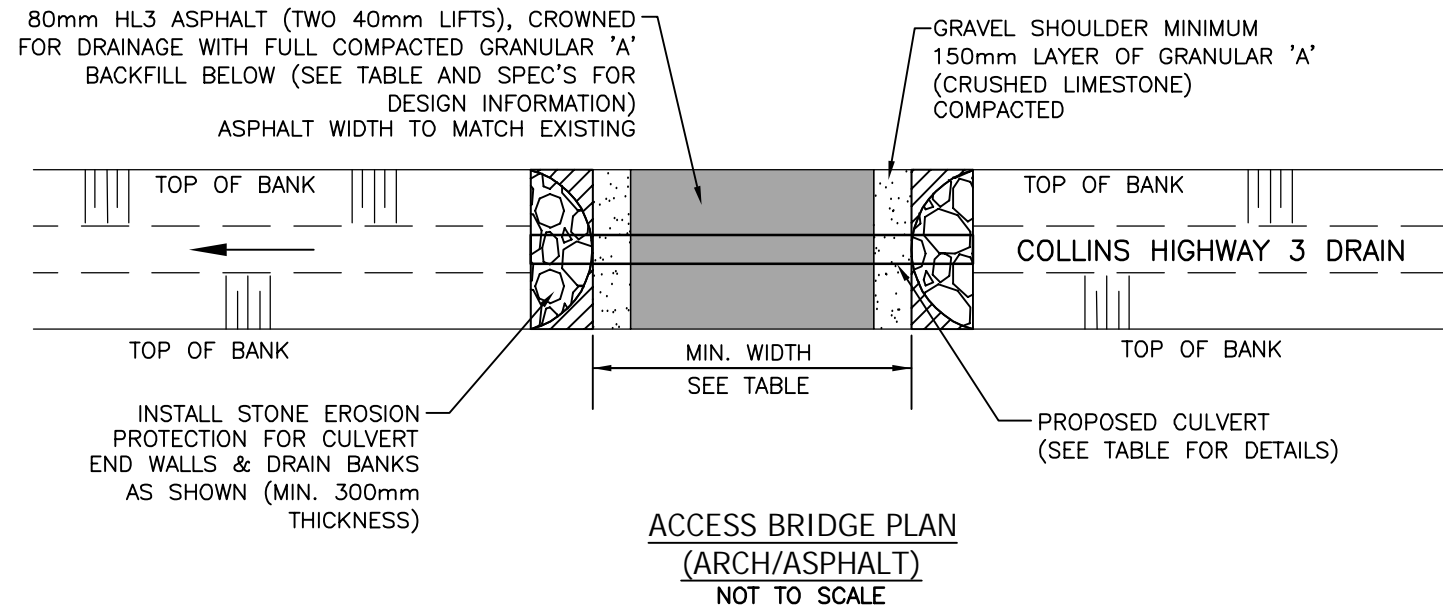 80mm HL3 ASPHALT (TWO 40mm LIFTS), CROWNED
FOR DRAINAGE WITH FULL COMPACTED GRANULAR 'A'
BACKFILL BELOW (SEE TABLE AND SPEC'S FOR
DESIGN INFORMATION)
ASPHALT WIDTH TO MATCH EXISTING
GRAVEL SHOULDER MINIMUM
150mm LAYER OF GRANULAR 'A'
(CRUSHED LIMESTONE)
COMPACTED
TOP OF BANK
TOP OF BANK
COLLINS HIGHWAY 3 DRAIN
TOP OF BANK
MIN. WIDTH
SEE TABLE
TOP OF BANK
INSTALL STONE EROSION
PROTECTION FOR CULVERT
END WALLS & DRAIN BANKS
AS SHOWN (MIN. 300mm
THICKNESS)
PROPOSED CULVERT
(SEE TABLE FOR DETAILS)
ACCESS BRIDGE PLAN
(ARCH/ASPHALT)
NOT TO SCALE